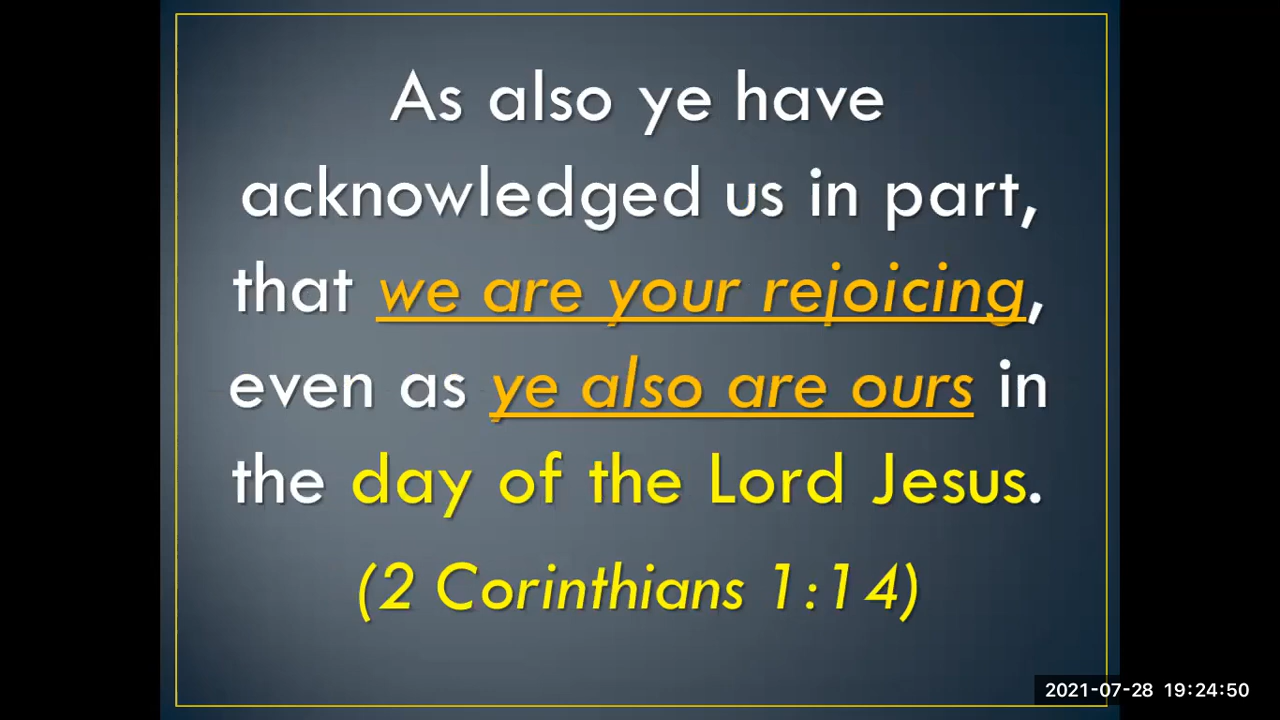 As also ye have
acknowledged us in part,
that we are your rejoicing,
even as ye also are ours in
the day of the Lord Jesus.
(2 Corinthians 1:14)
2021-07-28 19:24:50